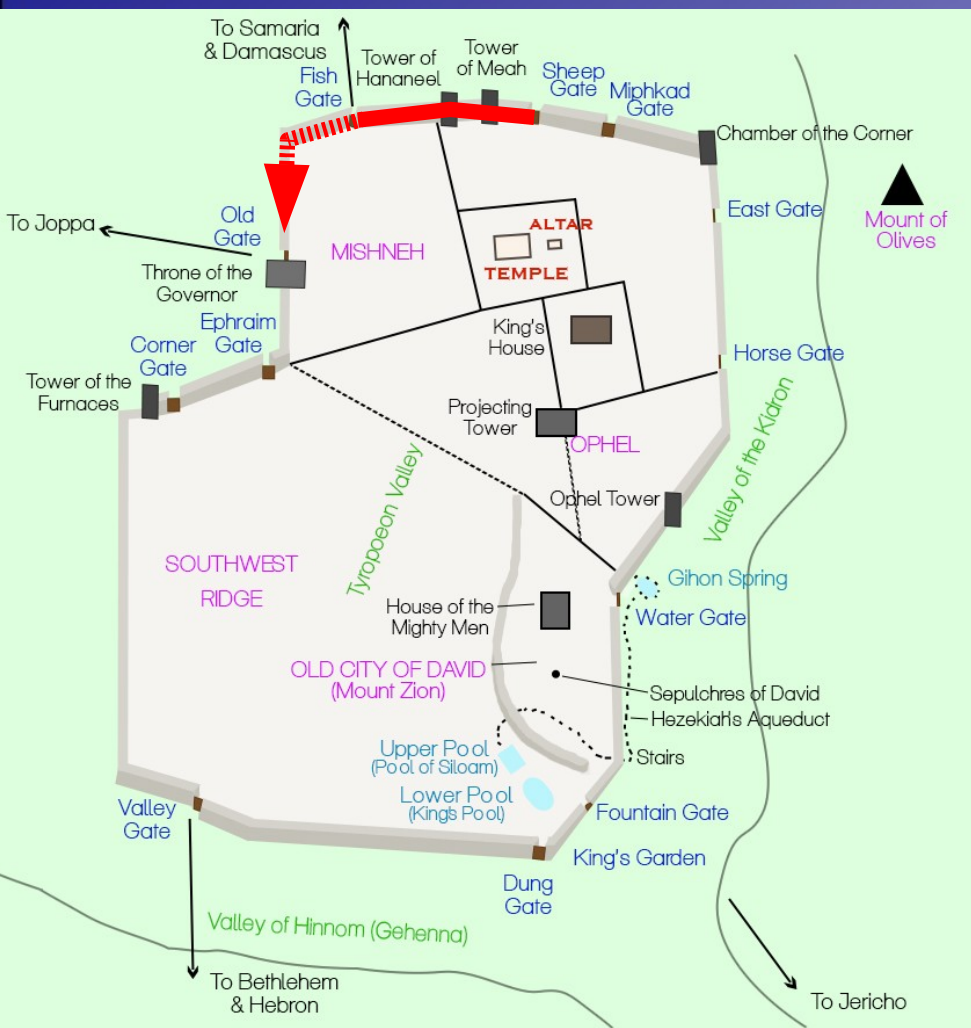 To Samaria
& Damascus
Fish
Gate
Tower of
Hananeel
Tower
of Meah
Sheep
Gate
Miphkad
Gate
Chamber of the Corner
To Joppa
Old
Gate
Throne of the
Governor
MISHNEH
ALTAR
TEMPLE
East Gate
Mount of
Olives
Ephraim
Gate
Corner
Gate
Tower of the
Furnaces
King's
House
Horse Gate
Projecting
Tower
OPHEL
Ophel Tower
Valley of the Kidron
Tyropoeon Valley
SOUTHWEST
RIDGE
Gihon Spring
Water Gate
House of the
Mighty Men
OLD CITY OF DAVID
(Mount Zion)
Sepulchres of David
Hezekiah's Aqueduct
Stairs
Upper Pool
(Pool of Siloam)
Lower Pool
(King's Pool)
Valley
Gate
Fountain Gate
King's Garden
Dung
Gate
Valley of Hinnom (Gehenna)
To Bethlehem
& Hebron
To Jericho